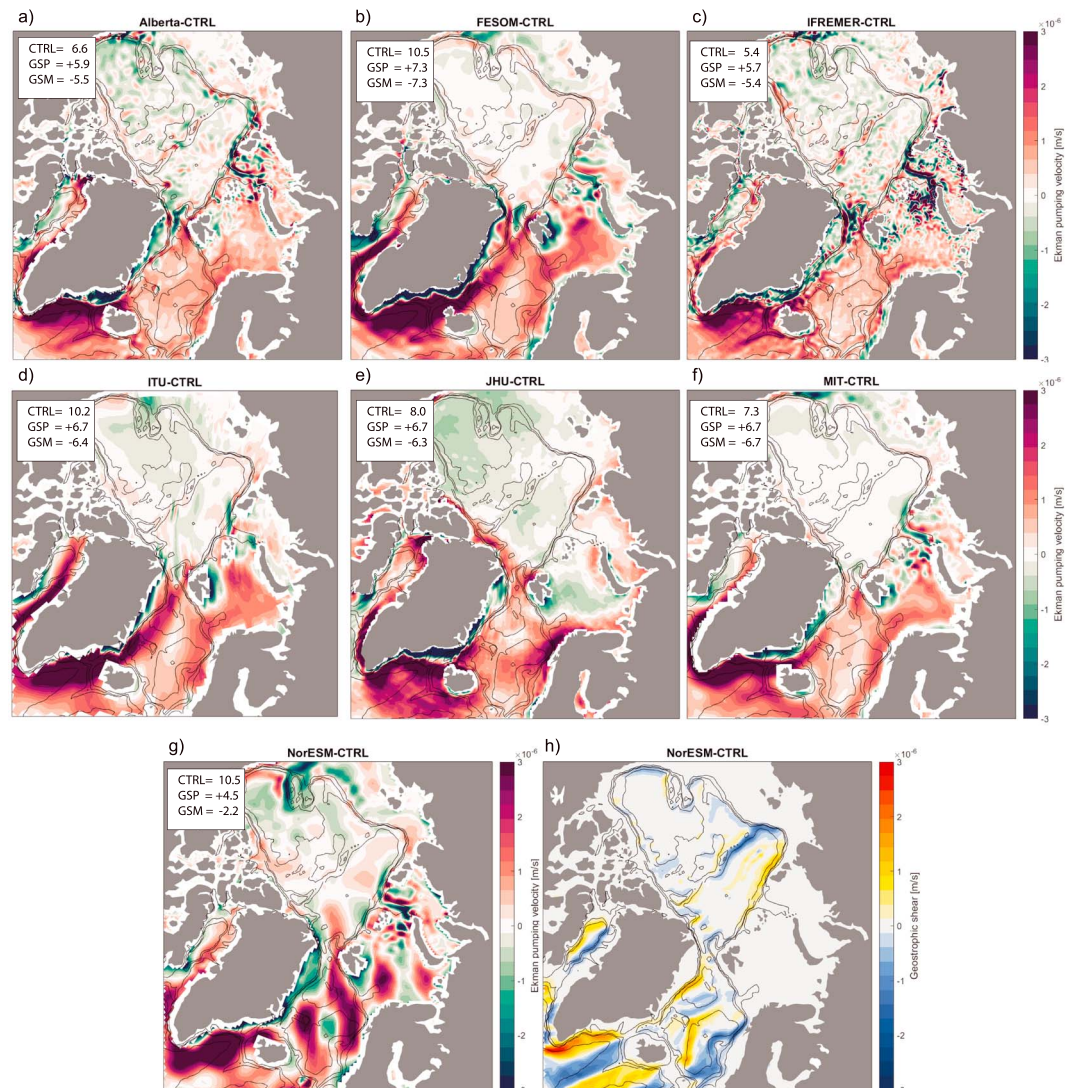 a)
Alberta-CTRL
CTRL= 6.6
GSP = +5.9
GSM = -5.5
b)
FESOM-CTRL
CTRL= 10.5
GSP = +7.3
GSM = -7.3
c)
IFREMER-CTRL
CTRL= 5.4
GSP = +5.7
GSM = -5.4
×10-6
3
2
1
0
-1
-2
-3
Ekman pumping velocity [m/s]
d)
ITU-CTRL
CTRL= 10.2
GSP = +6.7
GSM = -6.4
e)
JHU-CTRL
CTRL= 8.0
GSP = +6.7
GSM = -6.3
f)
MIT-CTRL
CTRL= 7.3
GSP = +6.7
GSM = -6.7
×10-6
3
2
1
0
-1
-2
-3
Ekman pumping velocity [m/s]
g)
NorESM-CTRL
CTRL= 10.5
GSP = +4.5
GSM = -2.2
×10-6
3
2
1
0
-1
-2
Ekman pumping velocity [m/s]
h)
NorESM-CTRL
×10-6
3
2
1
0
-1
-2
Geostrophic shear [m/s]